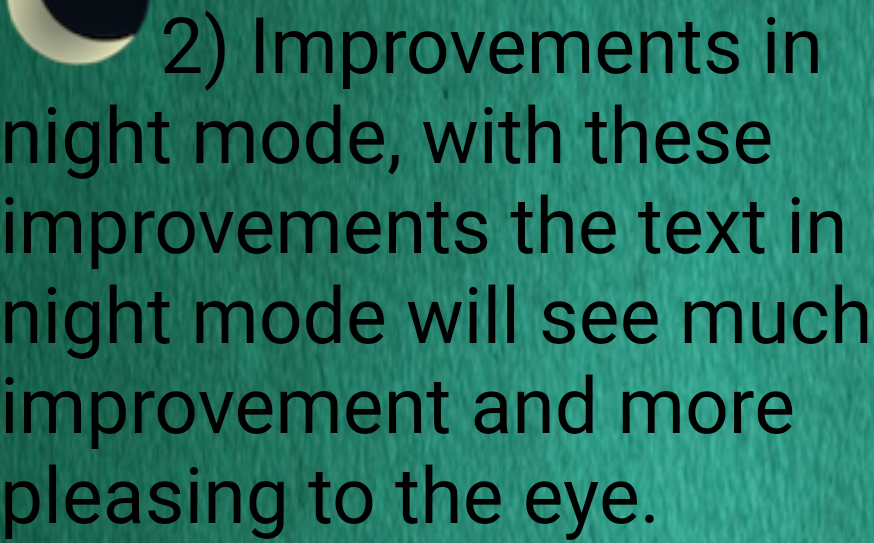 2) Improvements in
night mode, with these
improvements the text in
night mode will see much
improvement and more
pleasing to the eye.